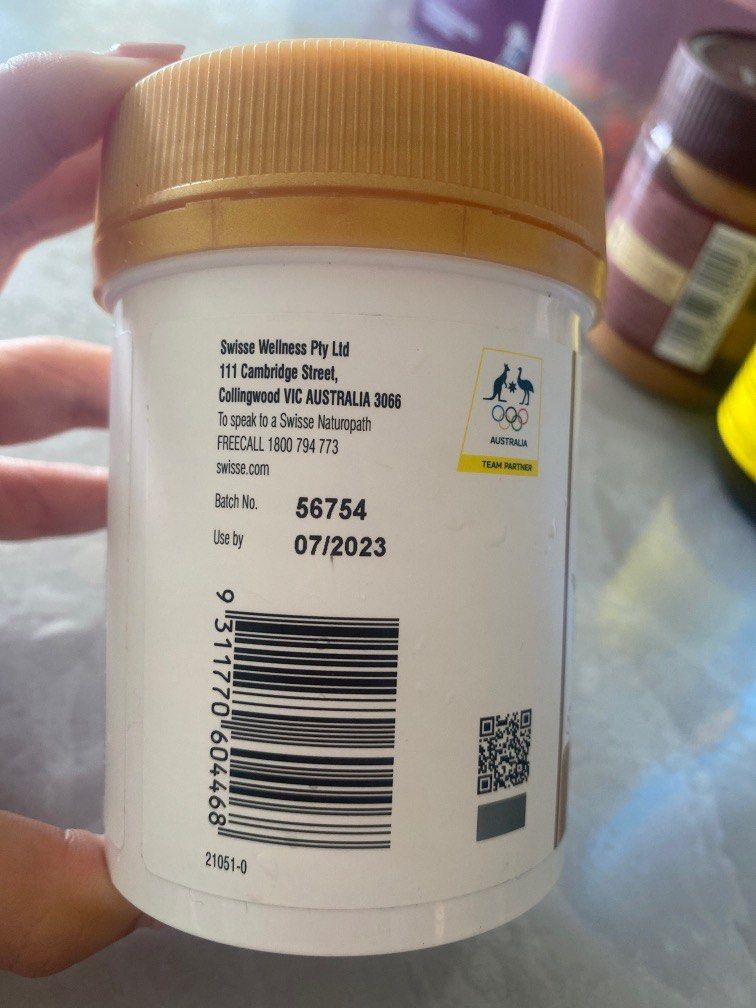 Swisse Wellness Pty Ltd
111 Cambridge Street,
Collingwood VIC AUSTRALIA 3066
To speak to a Swisse Naturopath
FREECALL 1800 794 773
swisse.com
Batch No. 56754
Use by 07/2023
AUSTRALIA
TEAM PARTNER
9 311770 604468
21051-0